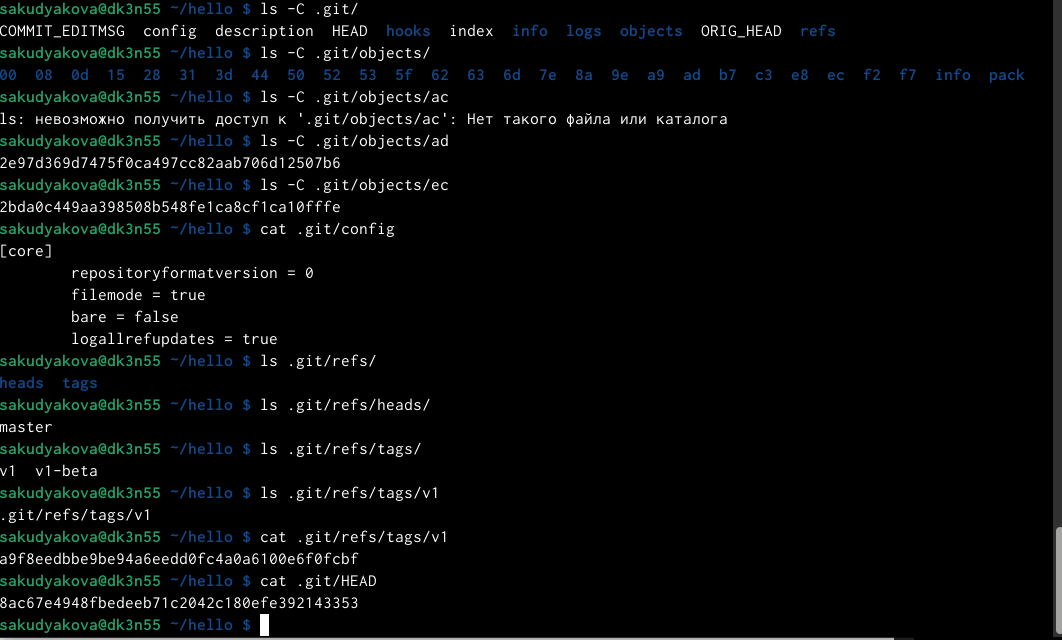 sakudyakova@dk3n55 ~/hello $ ls -C .git/
COMMIT_EDITMSG  config  description  HEAD  hooks  index  info  logs  objects  ORIG_HEAD  refs
sakudyakova@dk3n55 ~/hello $ ls -C .git/objects/
00  08  0d  15  28  31  3d  44  50  52  53  5f  62  63  6d  7e  8a  9e  a9  ad  b7  c3  e8  ec  f2  f7  info  pack
sakudyakova@dk3n55 ~/hello $ ls -C .git/objects/ac
ls: невозможно получить доступ к '.git/objects/ac': Нет такого файла или каталога
sakudyakova@dk3n55 ~/hello $ ls -C .git/objects/ad
2e97d369d7475f0ca497cc82aab706d12507b6
sakudyakova@dk3n55 ~/hello $ ls -C .git/objects/ec
2bda0c449aa398508b548fe1ca8cf1ca10fffe
sakudyakova@dk3n55 ~/hello $ cat .git/config
[core]
        repositoryformatversion = 0
        filemode = true
        bare = false
        logallrefupdates = true
sakudyakova@dk3n55 ~/hello $ ls .git/refs/
heads  tags
sakudyakova@dk3n55 ~/hello $ ls .git/refs/heads/
master
sakudyakova@dk3n55 ~/hello $ ls .git/refs/tags/
v1  v1-beta
sakudyakova@dk3n55 ~/hello $ ls .git/refs/tags/v1
.git/refs/tags/v1
sakudyakova@dk3n55 ~/hello $ cat .git/refs/tags/v1
a9f8eedbbe9be94a6eedd0fc4a0a6100e6f0fcbf
sakudyakova@dk3n55 ~/hello $ cat .git/HEAD
8ac67e4948fbedeeb71c2042c180efe392143353
sakudyakova@dk3n55 ~/hello $